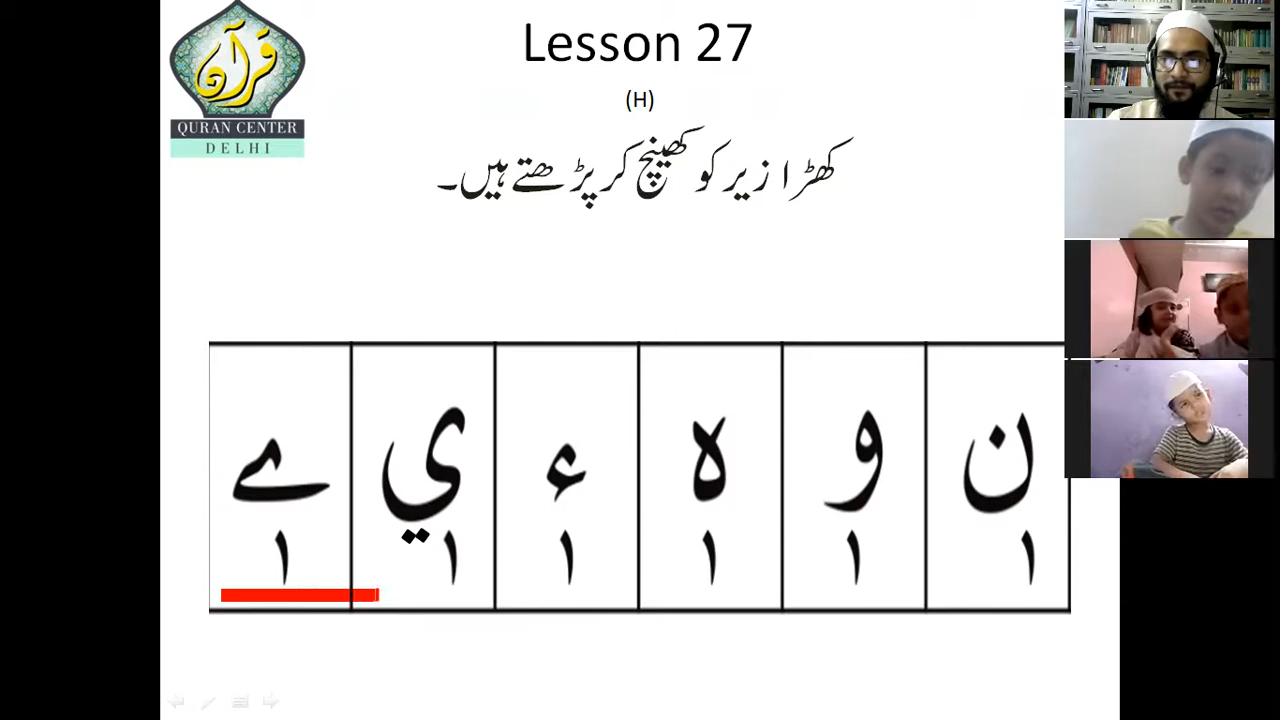 قرآن
QURAN CENTER
DELHI
Lesson 27
(H)
کھڑا زیر کو کھینچ کر پڑھتے ہیں۔
نٖ وٖ هٖ ءٖ يٖ ےٖ